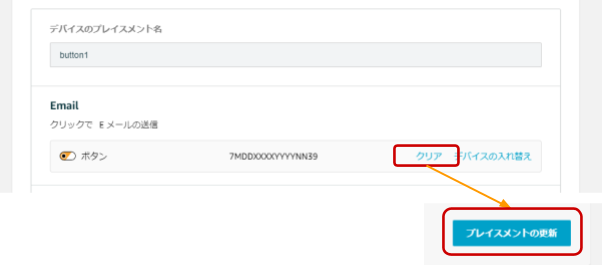 デバイスのプレイスメント名
button1
Email
クリックで Eメールの送信
ボタン 7MDDXXXXYYYYNN39 クリア デバイスの入れ替え
プレイスメントの更新